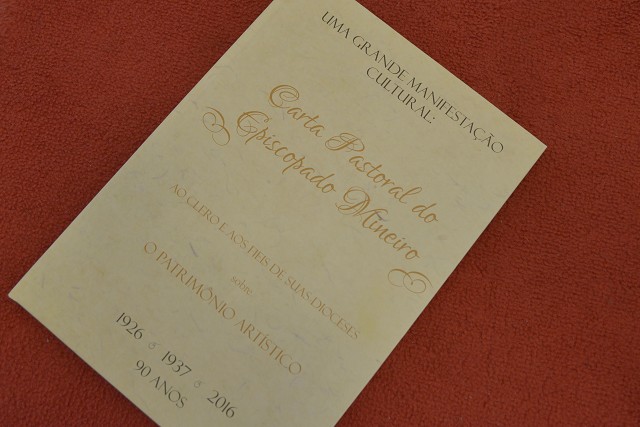 UMA GRANDE MANIFESTAÇÃO
CULTURAL:
Carta Pastoral do
Episcopado Mineiro
AO CLERO E AOS FIEIS DE SUAS DIOCESES
sobre
O PATRIMÔNIO ARTÍSTICO
1926 1937 2016
90 ANOS